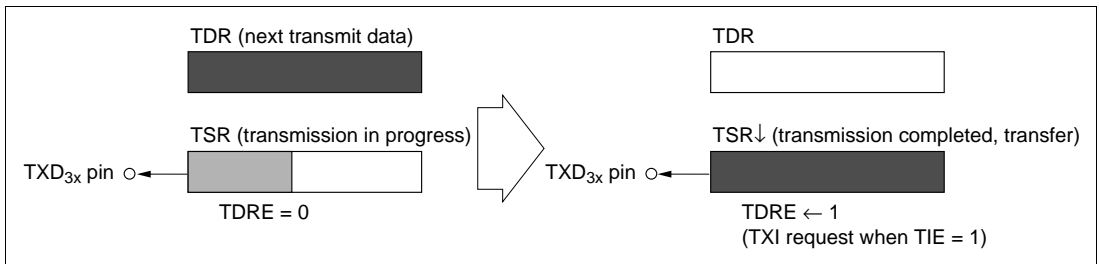 TDR (next transmit data)
TSR (transmission in progress)
TXD3x pin
TDRE = 0
TDR
TSR↓ (transmission completed, transfer)
TXD3x pin
TDRE ← 1
(TXI request when TIE = 1)